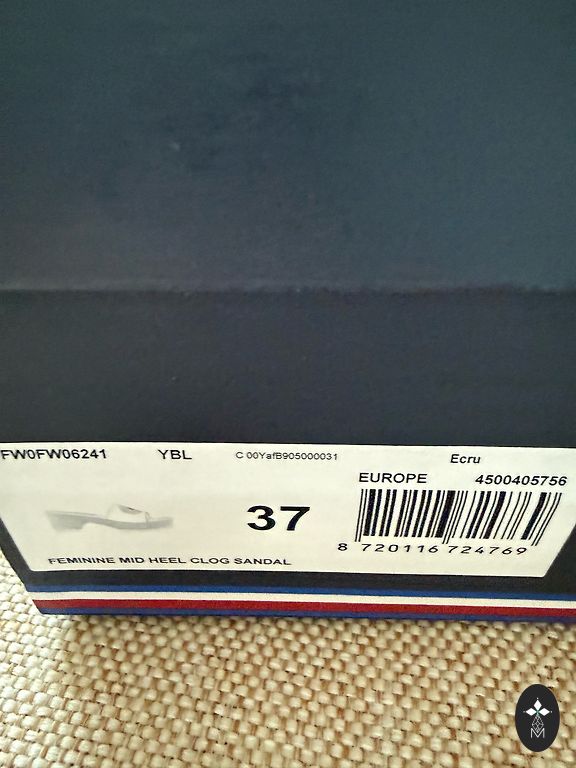 FW0FW06241 YBL C 00YafB905000031 Ecru
EUROPE 4500405756
37
8 720116 724769
FEMININE MID HEEL CLOG SANDAL
M